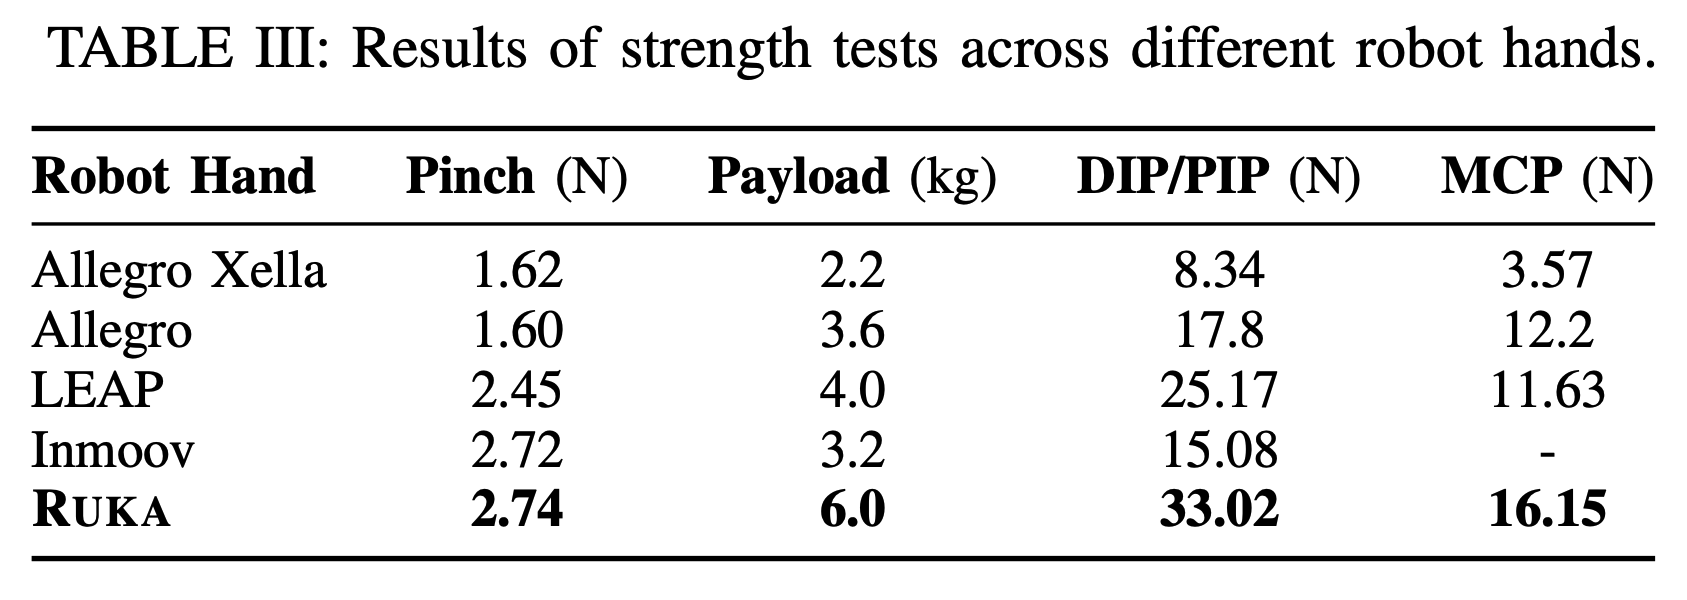 TABLE III: Results of strength tests across different robot hands.
Robot Hand Pinch (N) Payload (kg) DIP/PIP (N) MCP (N)
Allegro Xella 1.62 2.2 8.34 3.57
Allegro 1.60 3.6 17.8 12.2
LEAP 2.45 4.0 25.17 11.63
Inmoov 2.72 3.2 15.08 -
RUKA 2.74 6.0 33.02 16.15